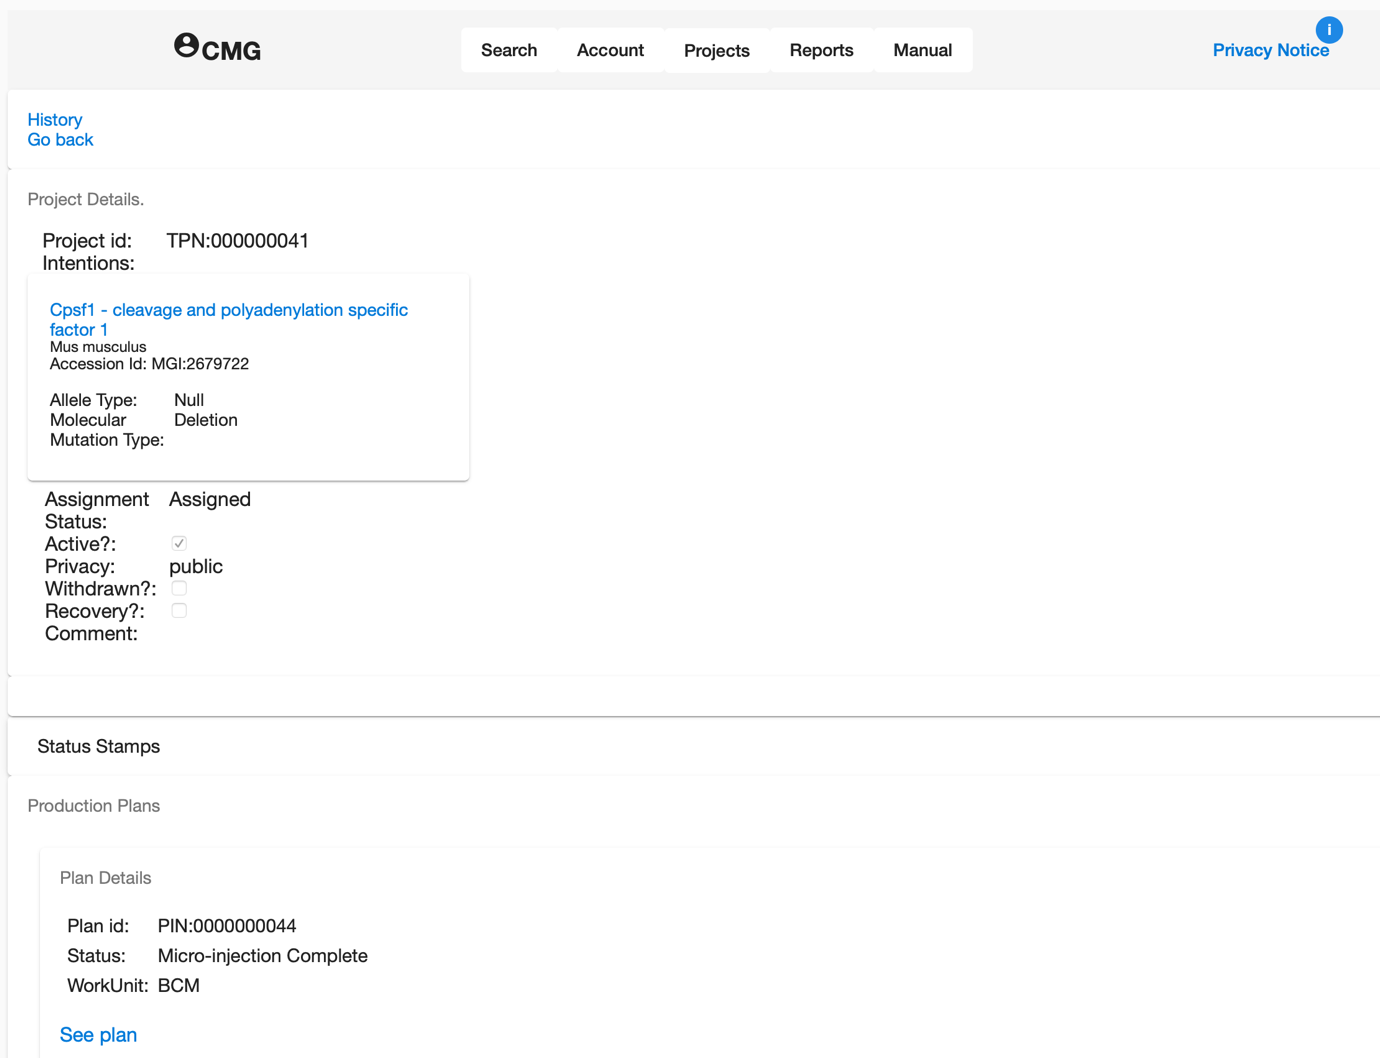 CMG
Search Account Projects Reports Manual
i
Privacy Notice
History
Go back
Project Details.
Project id: TPN:000000041
Intentions:
Cpsf1 - cleavage and polyadenylation specific
factor 1
Mus musculus
Accession Id: MGI:2679722
Allele Type: Null
Molecular Deletion
Mutation Type:
Assignment Assigned
Status:
Active?:
Privacy: public
Withdrawn?:
Recovery?:
Comment:
Status Stamps
Production Plans
Plan Details
Plan id: PIN:0000000044
Status: Micro-injection Complete
WorkUnit: BCM
See plan